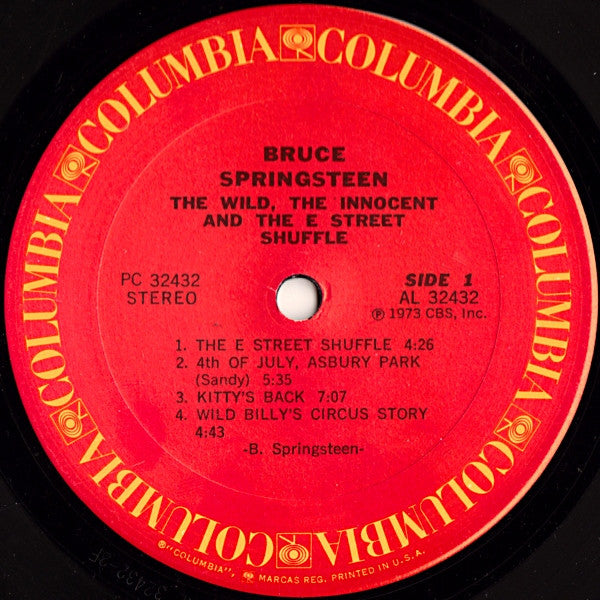 COLUMBIA COLUMBIA COLUMBIA COLUMBIA COLUMBIA COLUMBIA
BRUCE
SPRINGSTEEN
THE WILD, THE INNOCENT
AND THE E STREET
SHUFFLE
PC 32432
STEREO
SIDE 1
AL 32432
Ⓟ 1973 CBS, Inc.
1. THE E STREET SHUFFLE 4:26
2. 4th OF JULY, ASBURY PARK
(Sandy) 5:35
3. KITTY'S BACK 7:07
4. WILD BILLY'S CIRCUS STORY
4:43
-B. Springsteen-
®"COLUMBIA", MARCAS REG. PRINTED IN U.S.A.